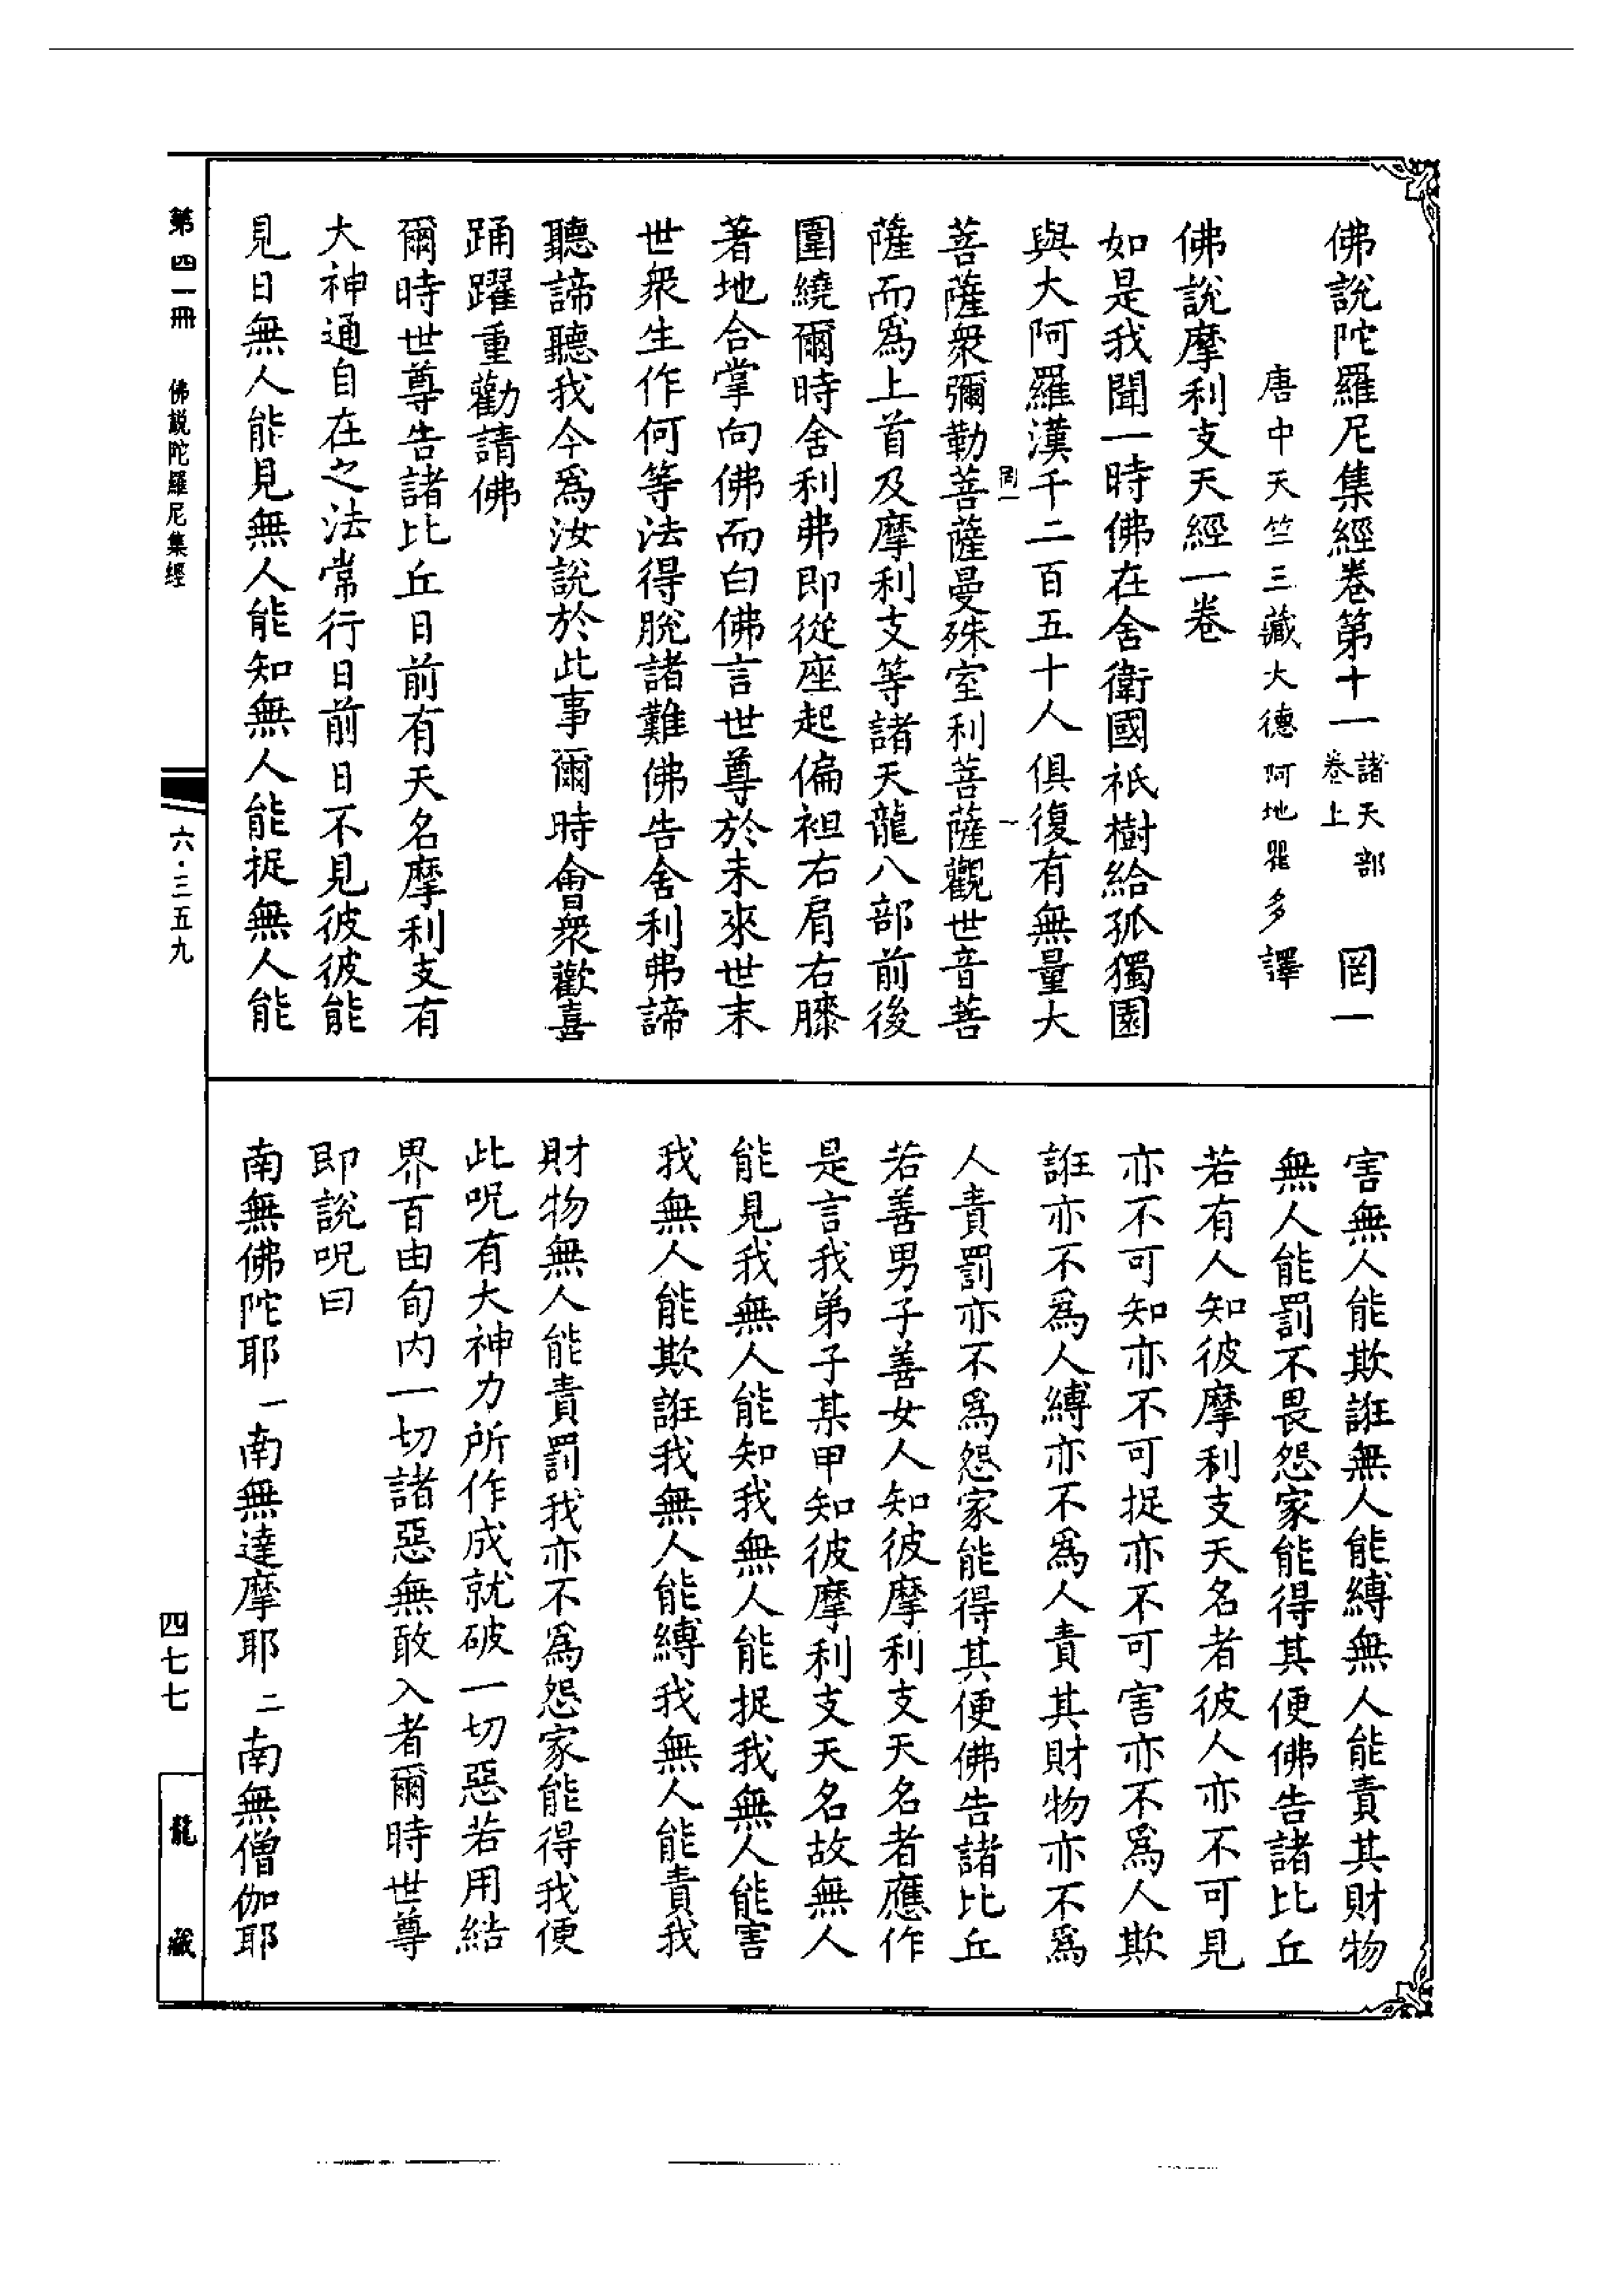 佛說陀羅尼集經卷第十一 諸天部卷上 罔一
唐中天竺三藏大德阿地瞿多譯
佛說摩利支天經一卷
如是我聞一時佛在舍衛國祇樹給孤獨園
與大阿羅漢千二百五十人俱復有無量大
罔一 一
菩薩眾彌勒菩薩曼殊室利菩薩觀世音菩
薩而爲上首及摩利支等諸天龍八部前後
圍繞爾時舍利弗即從座起偏袒右肩右膝
著地合掌向佛而白佛言世尊於未來世末
世眾生作何等法得脫諸難佛告舍利弗諦
聽諦聽我今爲汝說於此事爾時會眾歡喜
踊躍重勸請佛
爾時世尊告諸比丘日前有天名摩利支有
大神通自在之法常行日前日不見彼彼能
見日無人能見無人能知無人能捉無人能
害無人能欺誑無人能縛無人能責其財物
無人能罰不畏怨家能得其便佛告諸比丘
若有人知彼摩利支天名者彼人亦不可見
亦不可知亦不可捉亦不可害亦不爲人欺
誑亦不爲人縛亦不爲人責其財物亦不爲
人責罰亦不爲怨家能得其便佛告諸比丘
若善男子善女人知彼摩利支天名者應作
是言我弟子某甲知彼摩利支天名故無人
能見我無人能知我無人能捉我無人能害
我無人能欺誑我無人能縛我無人能責我
財物無人能責罰我亦不爲怨家能得我便
此呪有大神力所作成就破一切惡若用結
界百由旬内一切諸惡無敢入者爾時世尊
即說呪曰
南無佛陀耶 一 南無達摩耶 二 南無僧伽耶
第四一冊 佛說陀羅尼集經 六・三五九
四七七
龍藏